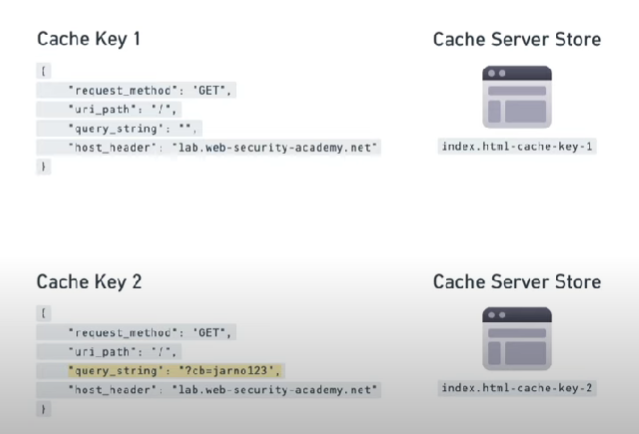 Cache Key 1
{
"request_method": "GET",
"uri_path": "/",
"query_string": "",
"host_header": "lab.web-security-academy.net"
}
Cache Server Store
index.html-cache-key-1
Cache Key 2
{
"request_method": "GET",
"uri_path": "/",
"query_string": "?cb=jarno123",
"host_header": "lab.web-security-academy.net"
}
Cache Server Store
index.html-cache-key-2